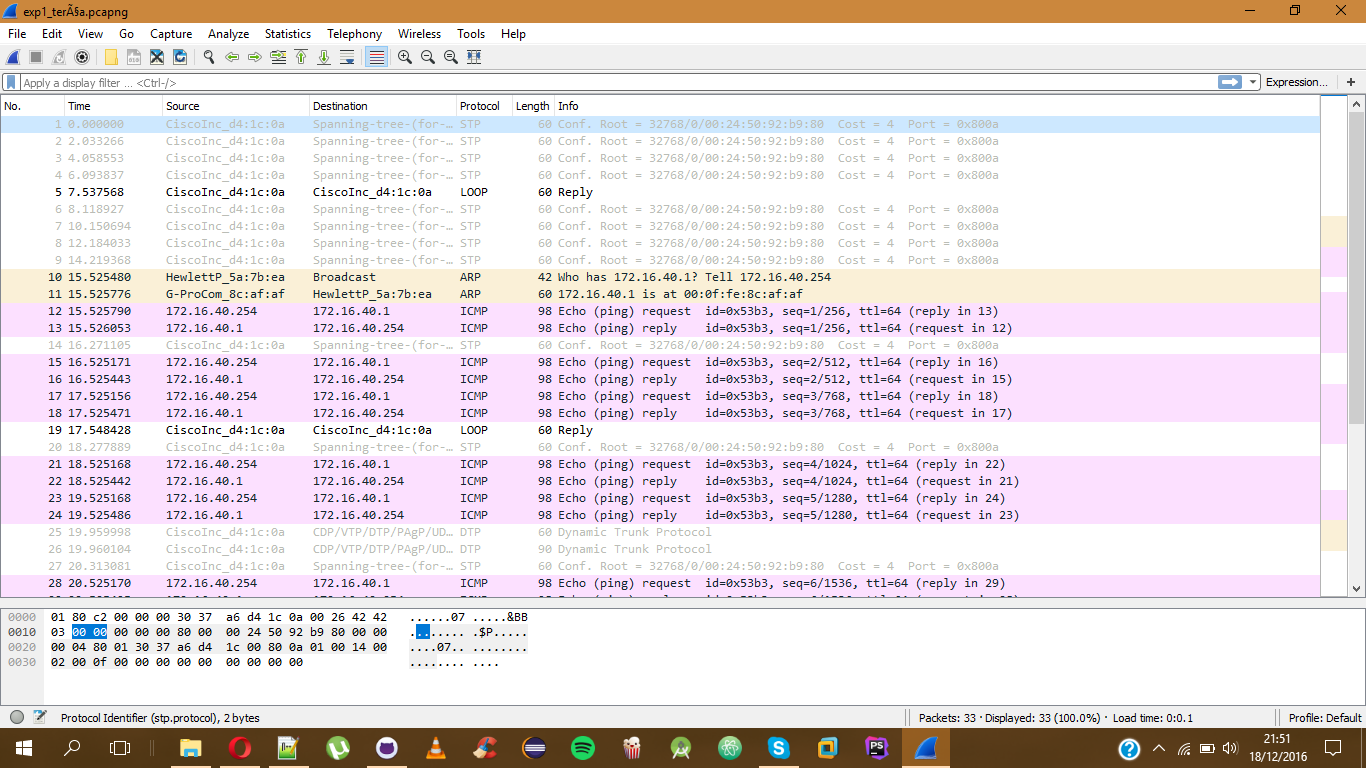 exp1_terÃ§a.pcapng
File Edit View Go Capture Analyze Statistics Telephony Wireless Tools Help
Apply a display filter ... <Ctrl-/> Expression... +
No. Time Source Destination Protocol Length Info
1 0.000000 CiscoInc_d4:1c:0a Spanning-tree-(for-… STP 60 Conf. Root = 32768/0/00:24:50:92:b9:80 Cost = 4 Port = 0x800a
2 2.033266 CiscoInc_d4:1c:0a Spanning-tree-(for-… STP 60 Conf. Root = 32768/0/00:24:50:92:b9:80 Cost = 4 Port = 0x800a
3 4.058553 CiscoInc_d4:1c:0a Spanning-tree-(for-… STP 60 Conf. Root = 32768/0/00:24:50:92:b9:80 Cost = 4 Port = 0x800a
4 6.093837 CiscoInc_d4:1c:0a Spanning-tree-(for-… STP 60 Conf. Root = 32768/0/00:24:50:92:b9:80 Cost = 4 Port = 0x800a
5 7.537568 CiscoInc_d4:1c:0a CiscoInc_d4:1c:0a LOOP 60 Reply
6 8.118927 CiscoInc_d4:1c:0a Spanning-tree-(for-… STP 60 Conf. Root = 32768/0/00:24:50:92:b9:80 Cost = 4 Port = 0x800a
7 10.150694 CiscoInc_d4:1c:0a Spanning-tree-(for-… STP 60 Conf. Root = 32768/0/00:24:50:92:b9:80 Cost = 4 Port = 0x800a
8 12.184033 CiscoInc_d4:1c:0a Spanning-tree-(for-… STP 60 Conf. Root = 32768/0/00:24:50:92:b9:80 Cost = 4 Port = 0x800a
9 14.219368 CiscoInc_d4:1c:0a Spanning-tree-(for-… STP 60 Conf. Root = 32768/0/00:24:50:92:b9:80 Cost = 4 Port = 0x800a
10 15.525480 HewlettP_5a:7b:ea Broadcast ARP 42 Who has 172.16.40.1? Tell 172.16.40.254
11 15.525776 G-ProCom_8c:af:af HewlettP_5a:7b:ea ARP 60 172.16.40.1 is at 00:0f:fe:8c:af:af
12 15.525790 172.16.40.254 172.16.40.1 ICMP 98 Echo (ping) request id=0x53b3, seq=1/256, ttl=64 (reply in 13)
13 15.526053 172.16.40.1 172.16.40.254 ICMP 98 Echo (ping) reply id=0x53b3, seq=1/256, ttl=64 (request in 12)
14 16.271105 CiscoInc_d4:1c:0a Spanning-tree-(for-… STP 60 Conf. Root = 32768/0/00:24:50:92:b9:80 Cost = 4 Port = 0x800a
15 16.525171 172.16.40.254 172.16.40.1 ICMP 98 Echo (ping) request id=0x53b3, seq=2/512, ttl=64 (reply in 16)
16 16.525443 172.16.40.1 172.16.40.254 ICMP 98 Echo (ping) reply id=0x53b3, seq=2/512, ttl=64 (request in 15)
17 17.525156 172.16.40.254 172.16.40.1 ICMP 98 Echo (ping) request id=0x53b3, seq=3/768, ttl=64 (reply in 18)
18 17.525471 172.16.40.1 172.16.40.254 ICMP 98 Echo (ping) reply id=0x53b3, seq=3/768, ttl=64 (request in 17)
19 17.548428 CiscoInc_d4:1c:0a CiscoInc_d4:1c:0a LOOP 60 Reply
20 18.277889 CiscoInc_d4:1c:0a Spanning-tree-(for-… STP 60 Conf. Root = 32768/0/00:24:50:92:b9:80 Cost = 4 Port = 0x800a
21 18.525168 172.16.40.254 172.16.40.1 ICMP 98 Echo (ping) request id=0x53b3, seq=4/1024, ttl=64 (reply in 22)
22 18.525442 172.16.40.1 172.16.40.254 ICMP 98 Echo (ping) reply id=0x53b3, seq=4/1024, ttl=64 (request in 21)
23 19.525168 172.16.40.254 172.16.40.1 ICMP 98 Echo (ping) request id=0x53b3, seq=5/1280, ttl=64 (reply in 24)
24 19.525486 172.16.40.1 172.16.40.254 ICMP 98 Echo (ping) reply id=0x53b3, seq=5/1280, ttl=64 (request in 23)
25 19.959998 CiscoInc_d4:1c:0a CDP/VTP/DTP/PAgP/UD… DTP 60 Dynamic Trunk Protocol
26 19.960104 CiscoInc_d4:1c:0a CDP/VTP/DTP/PAgP/UD… DTP 90 Dynamic Trunk Protocol
27 20.313081 CiscoInc_d4:1c:0a Spanning-tree-(for-… STP 60 Conf. Root = 32768/0/00:24:50:92:b9:80 Cost = 4 Port = 0x800a
28 20.525170 172.16.40.254 172.16.40.1 ICMP 98 Echo (ping) request id=0x53b3, seq=6/1536, ttl=64 (reply in 29)
0000 01 80 c2 00 00 00 30 37 a6 d4 1c 0a 00 26 42 42 ......07 .....&BB
0010 03 00 00 00 00 00 80 00 00 24 50 92 b9 80 00 00 ........ .$P.....
0020 00 04 80 01 30 37 a6 d4 1c 00 80 0a 01 00 14 00 ....07.. ........
0030 02 00 0f 00 00 00 00 00 00 00 00 00 ........ ....
Protocol Identifier (stp.protocol), 2 bytes Packets: 33 · Displayed: 33 (100.0%) · Load time: 0:0.1 Profile: Default
21:51
18/12/2016